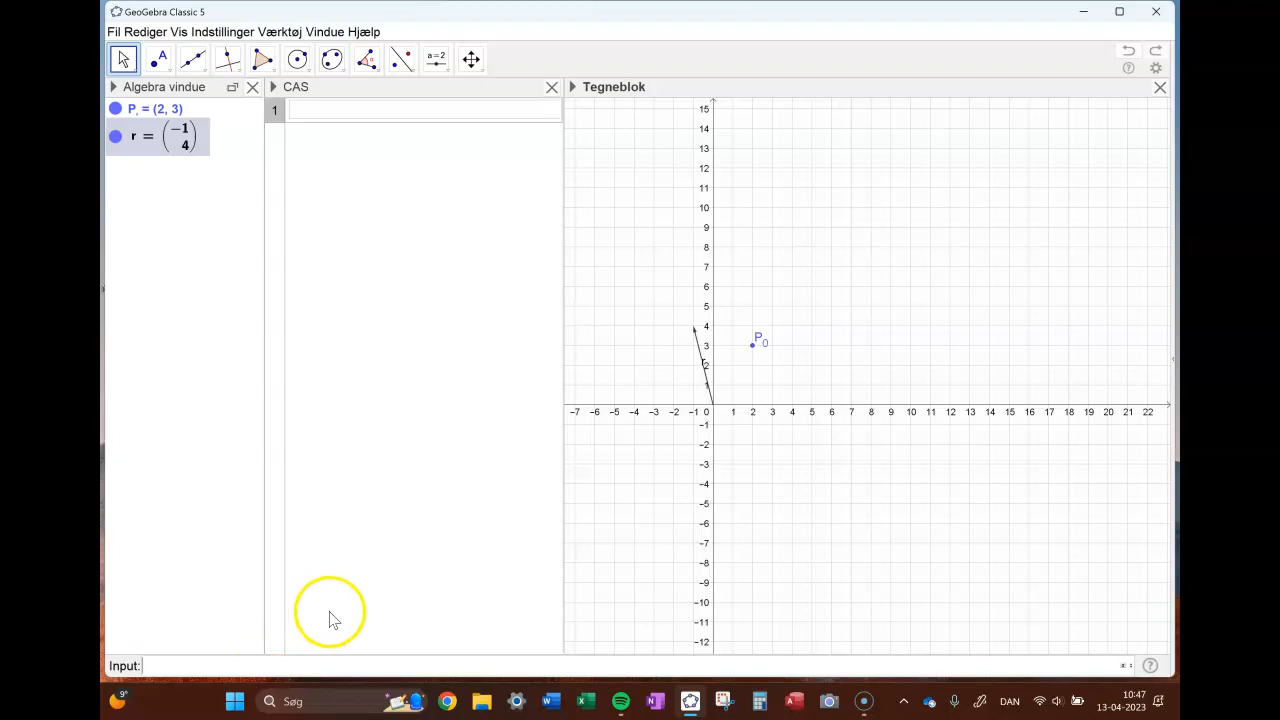 GeoGebra Classic 5
Fil Rediger Vis Indstillinger Værktøj Vindue Hjælp
A
α
a=2
Algebra vindue
CAS
Tegneblok
P = (2, 3)
1
r = (−1
4)
15
14
13
12
11
10
9
8
7
6
5
4
3
2
1
P0
r
−7 −6 −5 −4 −3 −2 −1 0 1 2 3 4 5 6 7 8 9 10 11 12 13 14 15 16 17 18 19 20 21 22
−1
−2
−3
−4
−5
−6
−7
−8
−9
−10
−11
−12
Input:
9°
Søg
DAN
10:47
13-04-2023